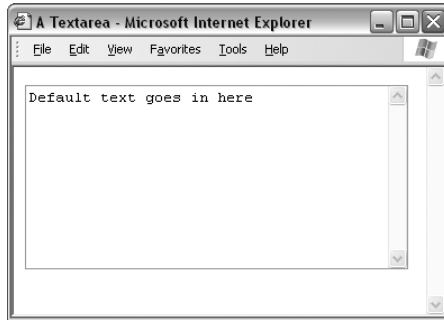 A Textarea - Microsoft Internet Explorer
File Edit View Favorites Tools Help
Default text goes in here